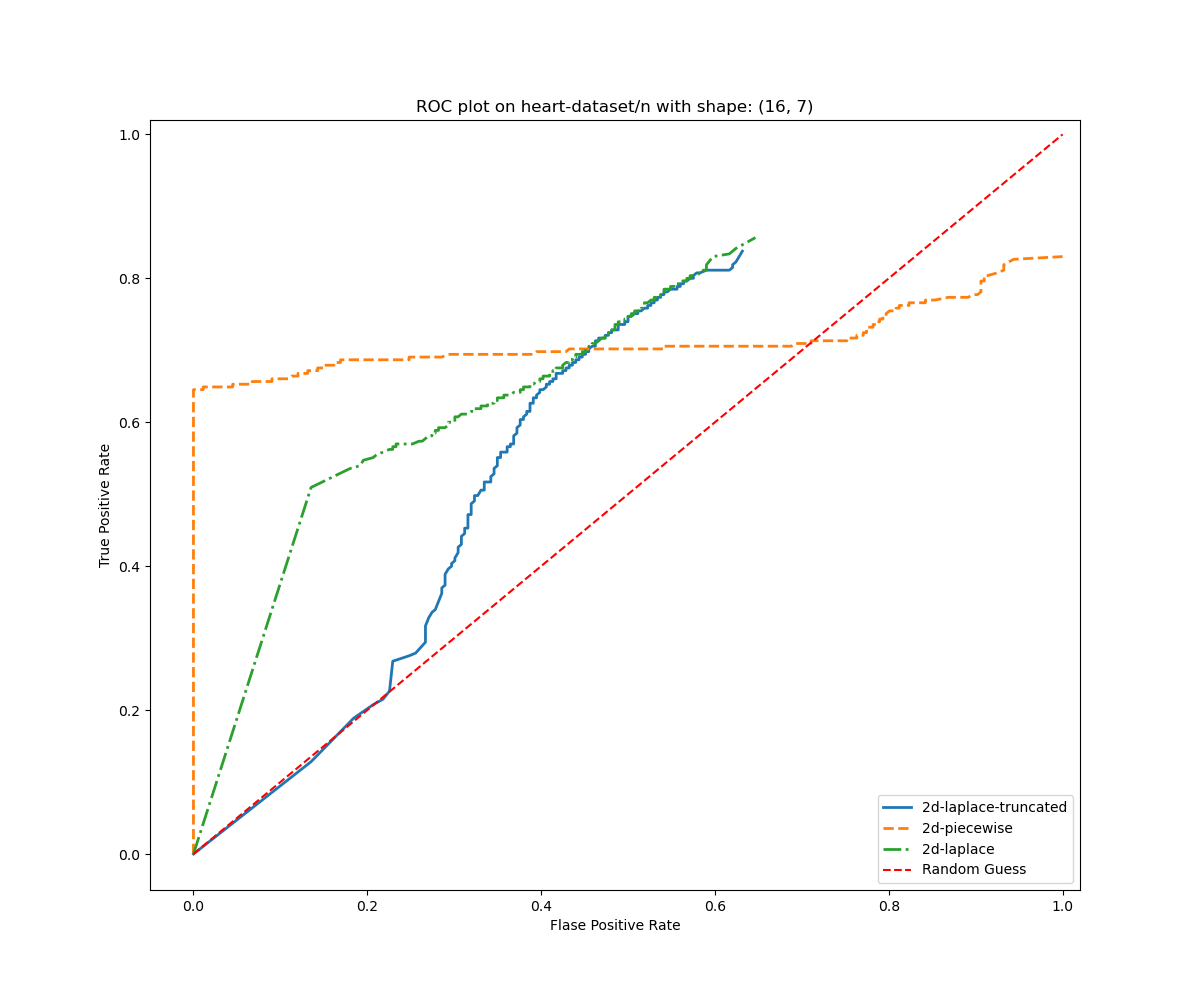 ROC plot on heart-dataset/n with shape: (16, 7)
True Positive Rate
1.0
0.8
0.6
0.4
0.2
0.0
0.0 0.2 0.4 0.6 0.8 1.0
Flase Positive Rate
2d-laplace-truncated
2d-piecewise
2d-laplace
Random Guess